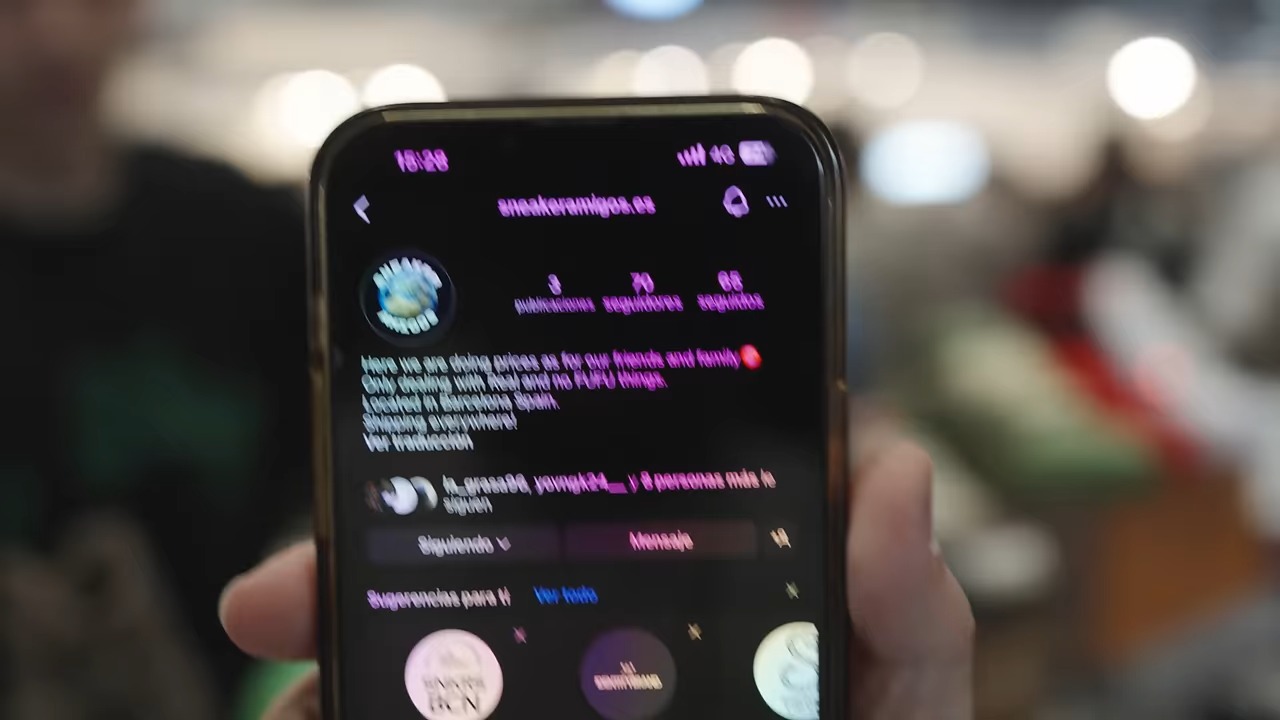 15:28
4G
sneakeramigos.es
3 70 65
publicaciones seguidores seguidos
Here we are doing prices as for our friends and family
Only dealing with Real and no FUFU things.
Located in Barcelona Spain.
Shipping everywhere!
Ver traducción
y 8 personas más lo
siguen
Siguiendo Mensaje
Sugerencias para ti Ver todo
BCN